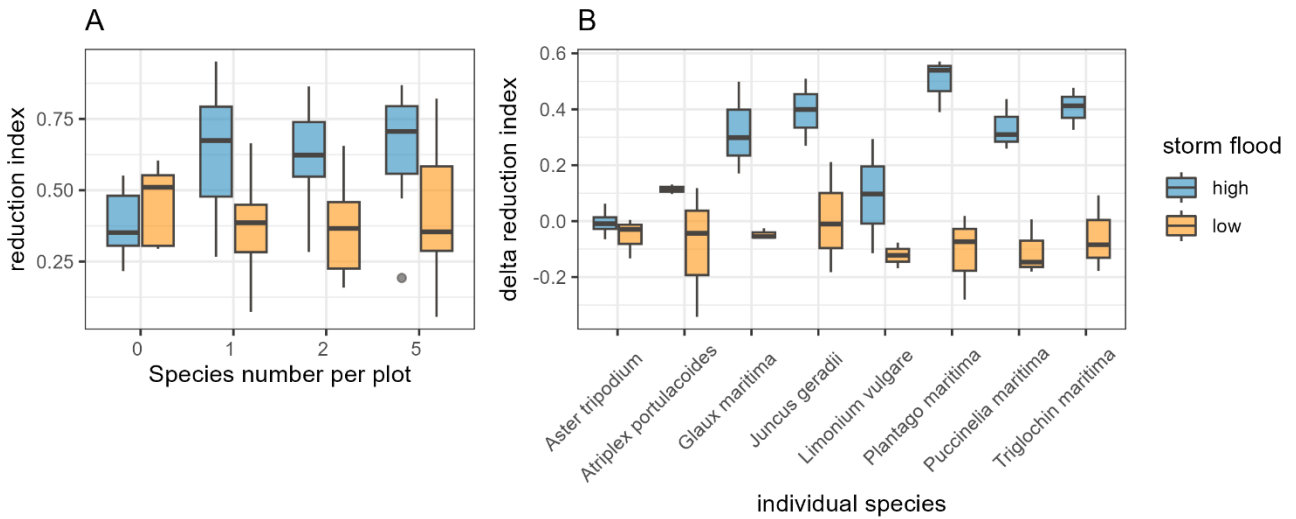 A
reduction index
0.75
0.50
0.25
0
1
2
5
Species number per plot
B
delta reduction index
0.6
0.4
0.2
0.0
-0.2
Aster tripodium
Atriplex portulacoides
Glaux maritima
Juncus geradii
Limonium vulgare
Plantago maritima
Puccinelia maritima
Triglochin maritima
individual species
storm flood
high
low